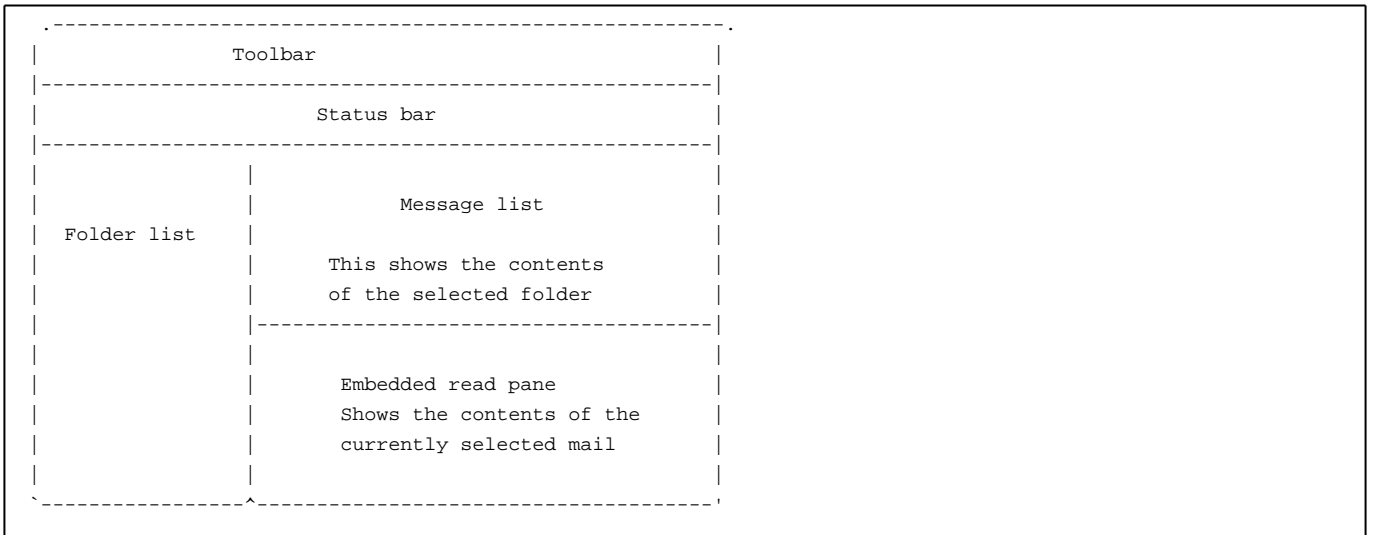 Toolbar
Status bar
Message list
Folder list
This shows the contents
of the selected folder
Embedded read pane
Shows the contents of the
currently selected mail